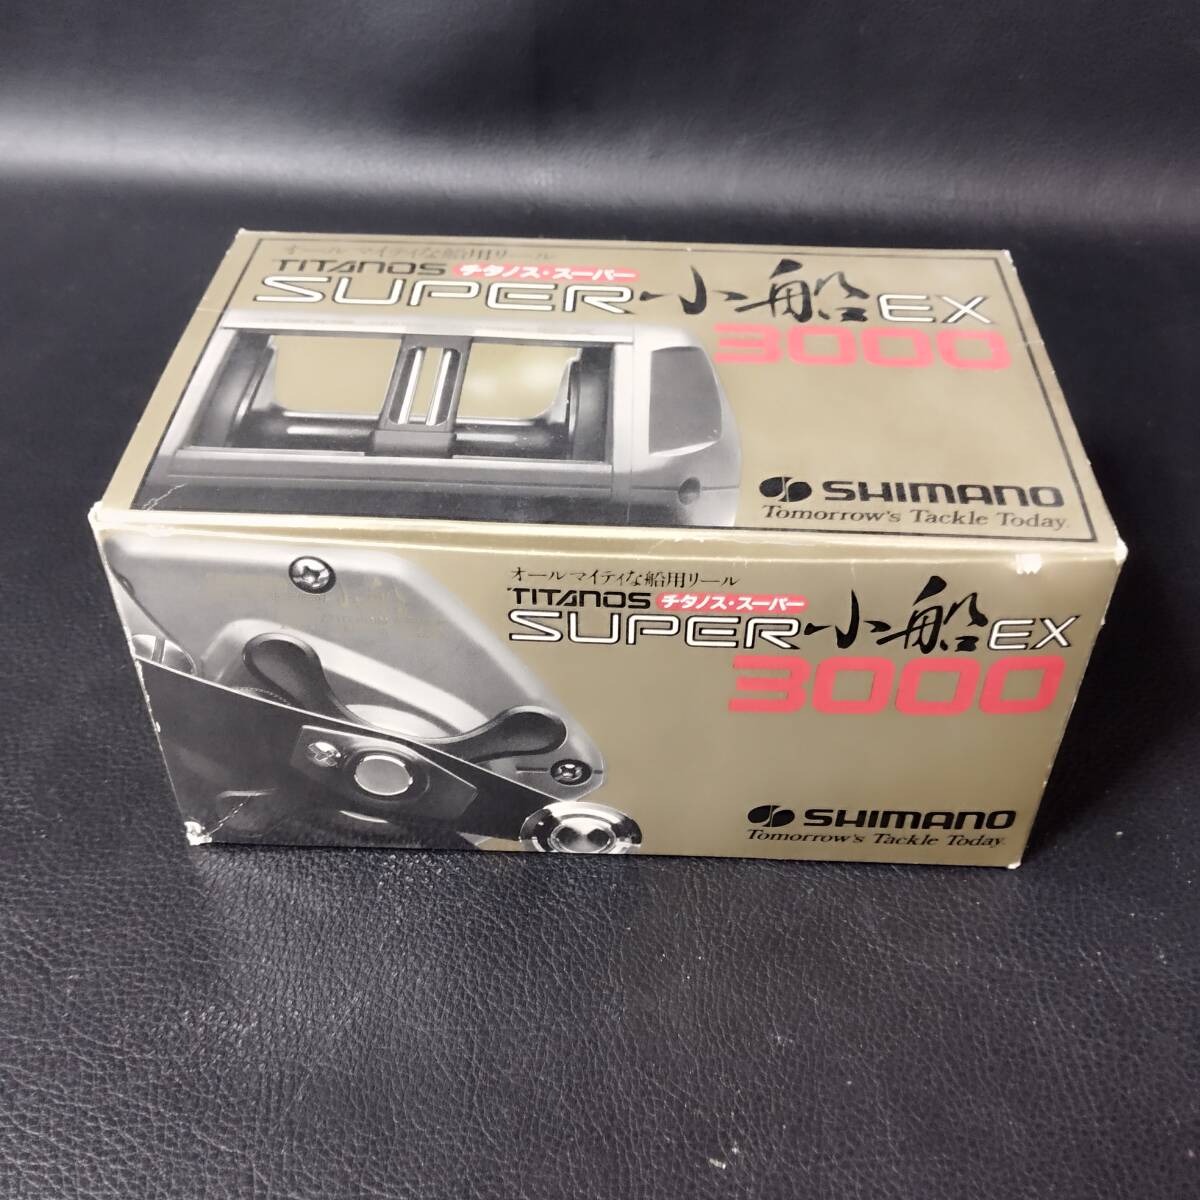 オールマイティな船用リール
TITANOS チタノス・スーパー
SUPER 小船 EX
3000
SHIMANO
Tomorrow's Tackle Today.
オールマイティな船用リール
TITANOS チタノス・スーパー
SUPER 小船 EX
3000
SHIMANO
Tomorrow's Tackle Today.